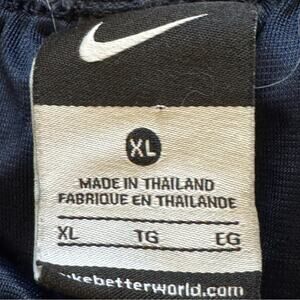 XL
MADE IN THAILAND
FABRIQUE EN THAILANDE
XL TG EG
kebetterworld.com